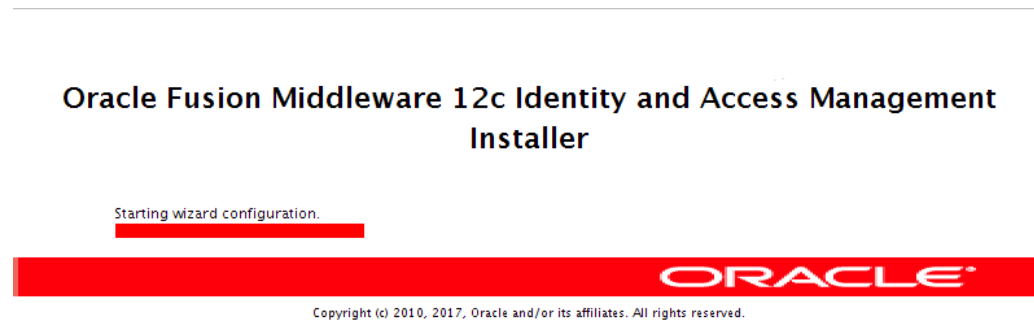 Oracle Fusion Middleware 12c Identity and Access Management
Installer
Starting wizard configuration.
ORACLE
Copyright (c) 2010, 2017, Oracle and/or its affiliates. All rights reserved.